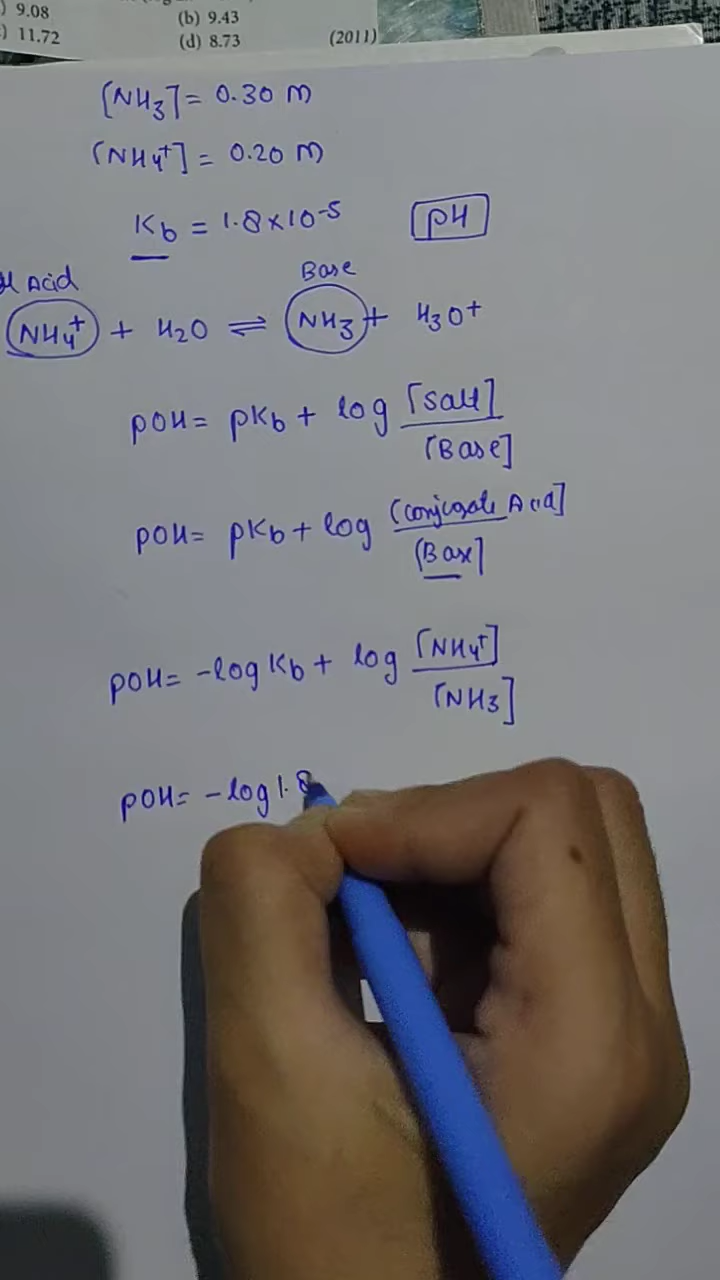 ) 9.08 (b) 9.43
) 11.72 (d) 8.73 (2011)
[NH3] = 0.30 M
[NH4+] = 0.20 M
Kb = 1.8×10-5 pH
Acid Base
NH4+ + H2O ⇌ NH3 + H3O+
pOH = pKb + log [Salt]/[Base]
pOH = pKb + log [Conjugate Acid]/[Base]
pOH = -log Kb + log [NH4+]/[NH3]
pOH = -log 1.8